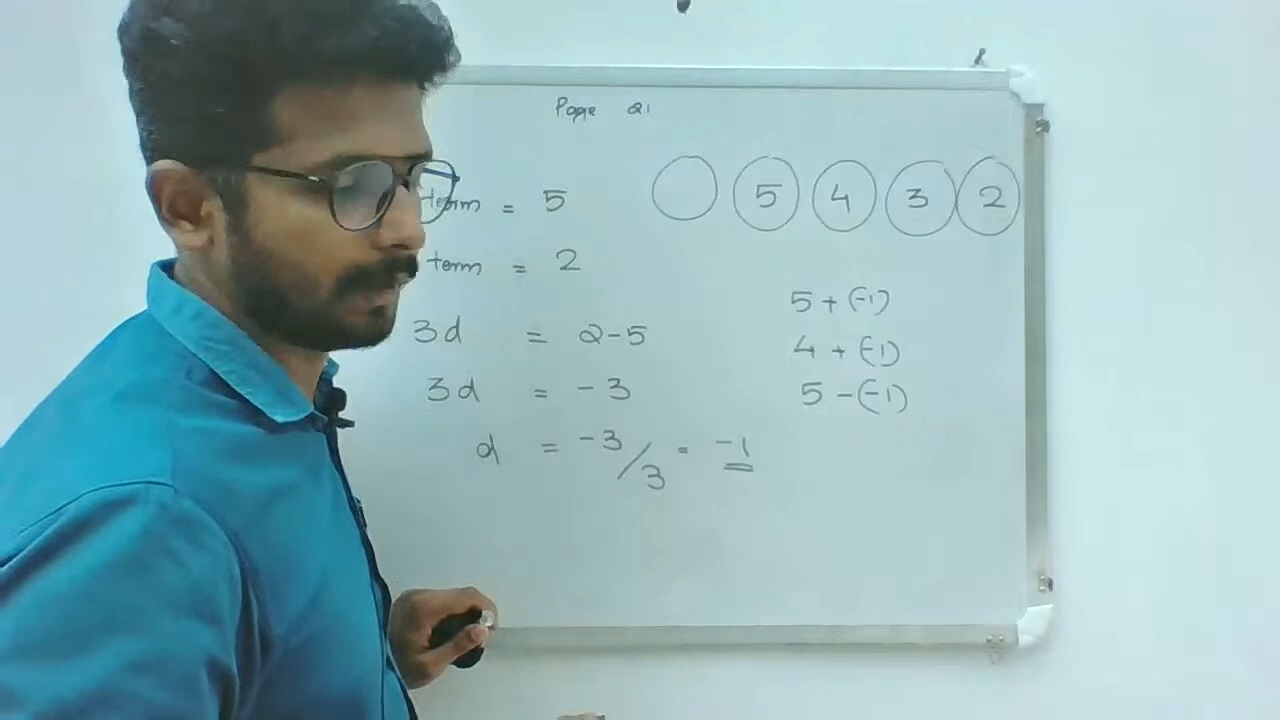 Page 21
term = 5
5 4 3 2
term = 2
3d = 2-5
3d = -3
d = -3/3 = -1
5 + (-1)
4 + (-1)
5 - (-1)